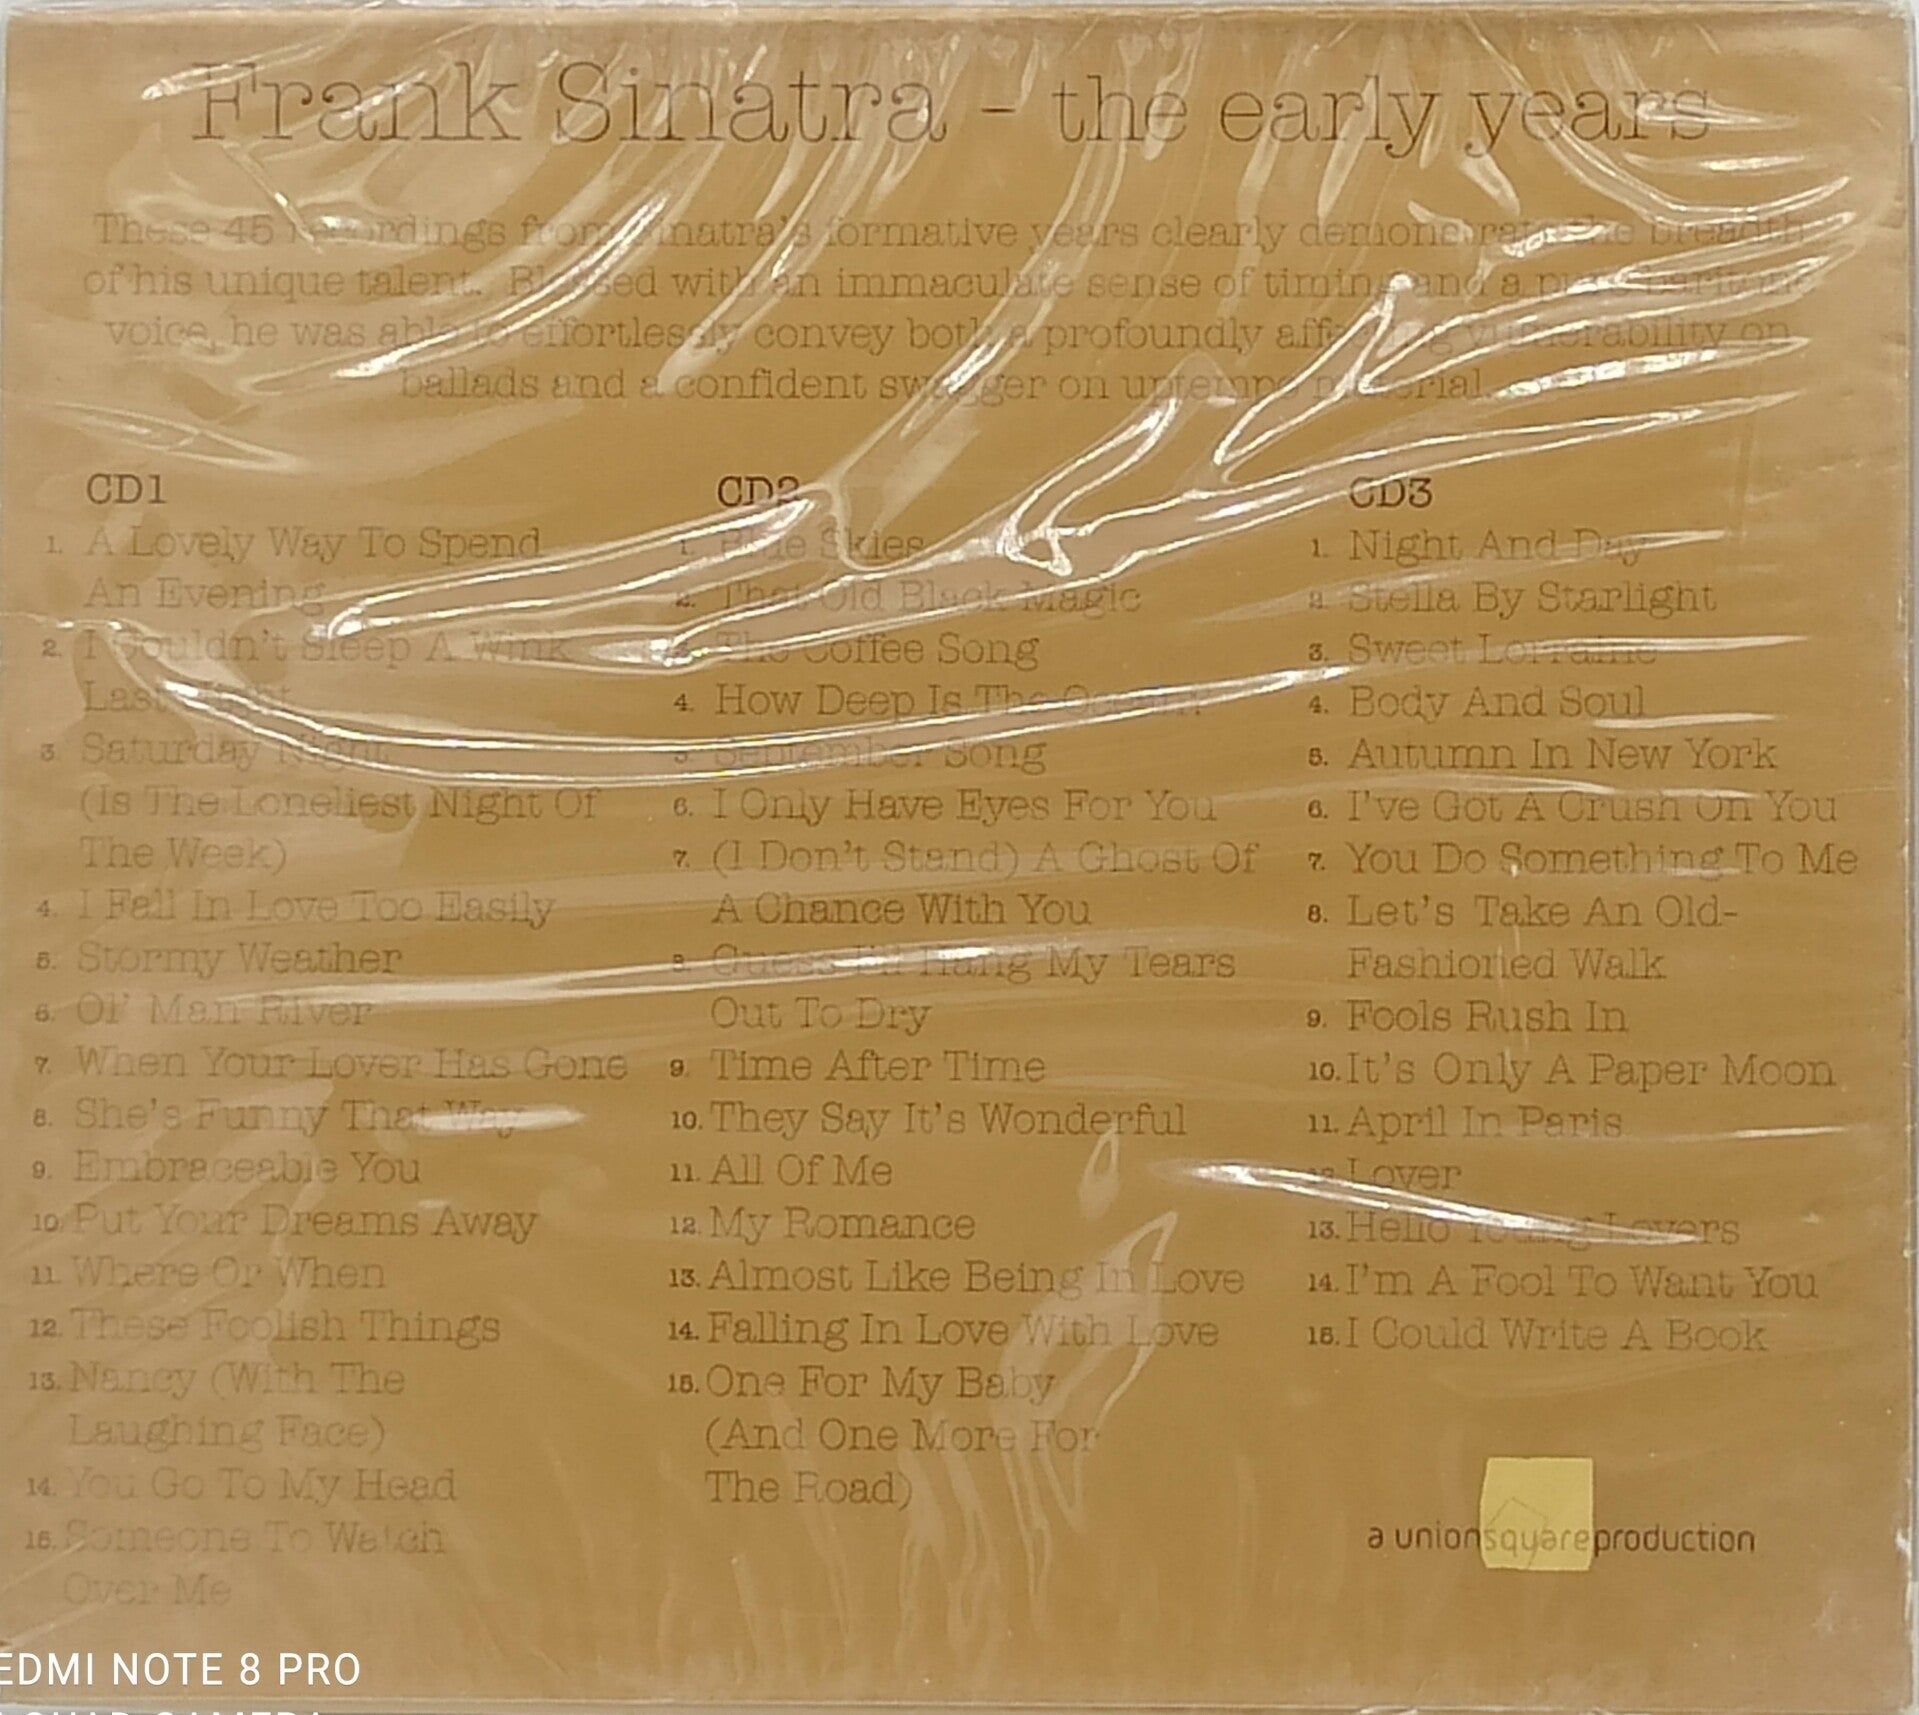 Frank Sinatra - the early years
These 45 recordings from Sinatra's formative years clearly demonstrate the breadth
of his unique talent. Blessed with an immaculate sense of timing and a pure baritone
voice, he was able to effortlessly convey both a profoundly affecting vulnerability on
ballads and a confident swagger on uptempo material.
CD1
1. A Lovely Way To Spend
An Evening
2. I Couldn't Sleep A Wink
Last Night
3. Saturday Night
(Is The Loneliest Night Of
The Week)
4. I Fall In Love Too Easily
5. Stormy Weather
6. Ol' Man River
7. When Your Lover Has Gone
8. She's Funny That Way
9. Embraceable You
10. Put Your Dreams Away
11. Where Or When
12. These Foolish Things
13. Nancy (With The
Laughing Face)
14. You Go To My Head
15. Someone To Watch
Over Me
CD2
1. Blue Skies
2. That Old Black Magic
3. The Coffee Song
4. How Deep Is The Ocean?
5. September Song
6. I Only Have Eyes For You
7. (I Don't Stand) A Ghost Of
A Chance With You
8. Guess I'll Hang My Tears
Out To Dry
9. Time After Time
10. They Say It's Wonderful
11. All Of Me
12. My Romance
13. Almost Like Being In Love
14. Falling In Love With Love
15. One For My Baby
(And One More For
The Road)
CD3
1. Night And Day
2. Stella By Starlight
3. Sweet Lorraine
4. Body And Soul
5. Autumn In New York
6. I've Got A Crush On You
7. You Do Something To Me
8. Let's Take An Old-
Fashioned Walk
9. Fools Rush In
10. It's Only A Paper Moon
11. April In Paris
12. Lover
13. Hello Young Lovers
14. I'm A Fool To Want You
15. I Could Write A Book
a unionsquareproduction
EDMI NOTE 8 PRO